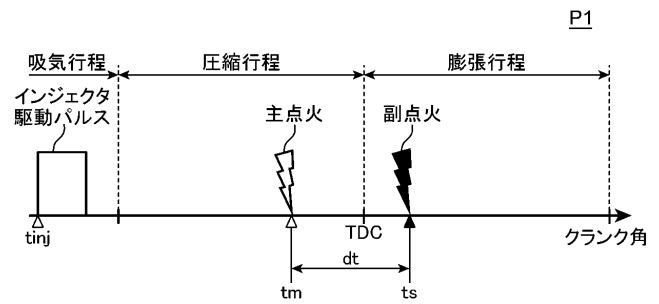 P1
吸気行程
圧縮行程
膨張行程
インジェクタ
駆動パルス
主点火
副点火
tinj
TDC
クランク角
dt
tm
ts